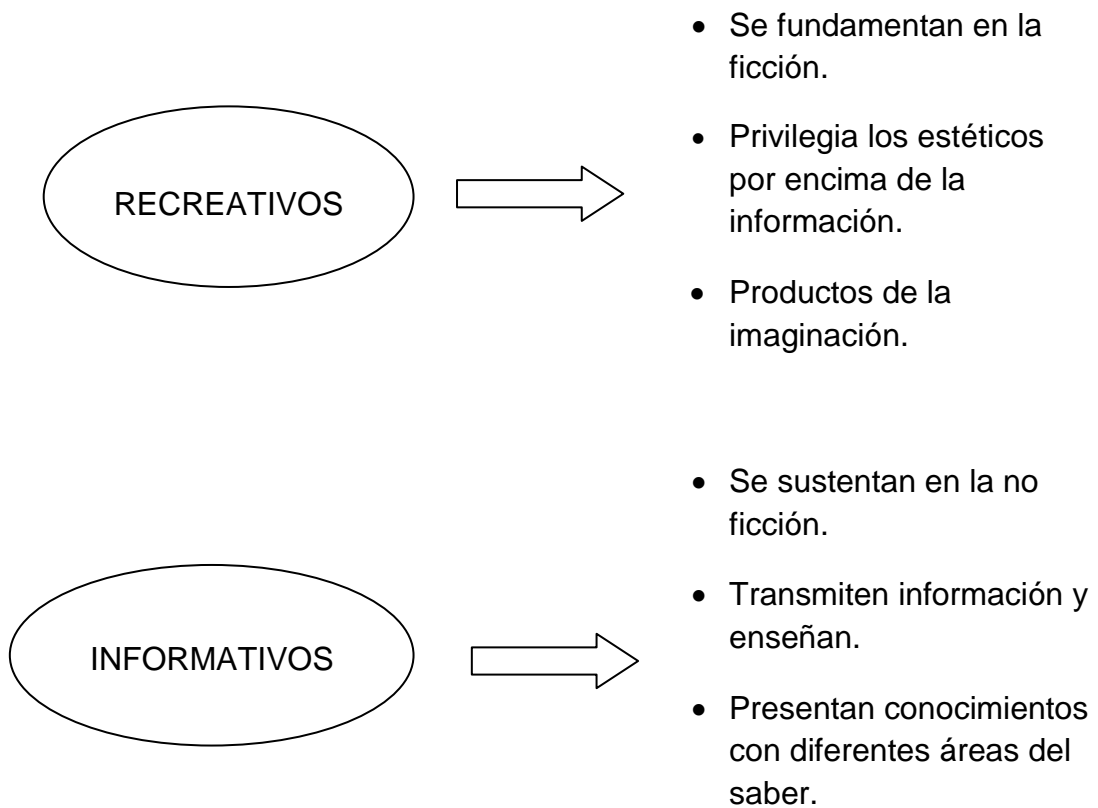 RECREATIVOS
• Se fundamentan en la
ficción.
• Privilegia los estéticos
por encima de la
información.
• Productos de la
imaginación.
INFORMATIVOS
• Se sustentan en la no
ficción.
• Transmiten información y
enseñan.
• Presentan conocimientos
con diferentes áreas del
saber.